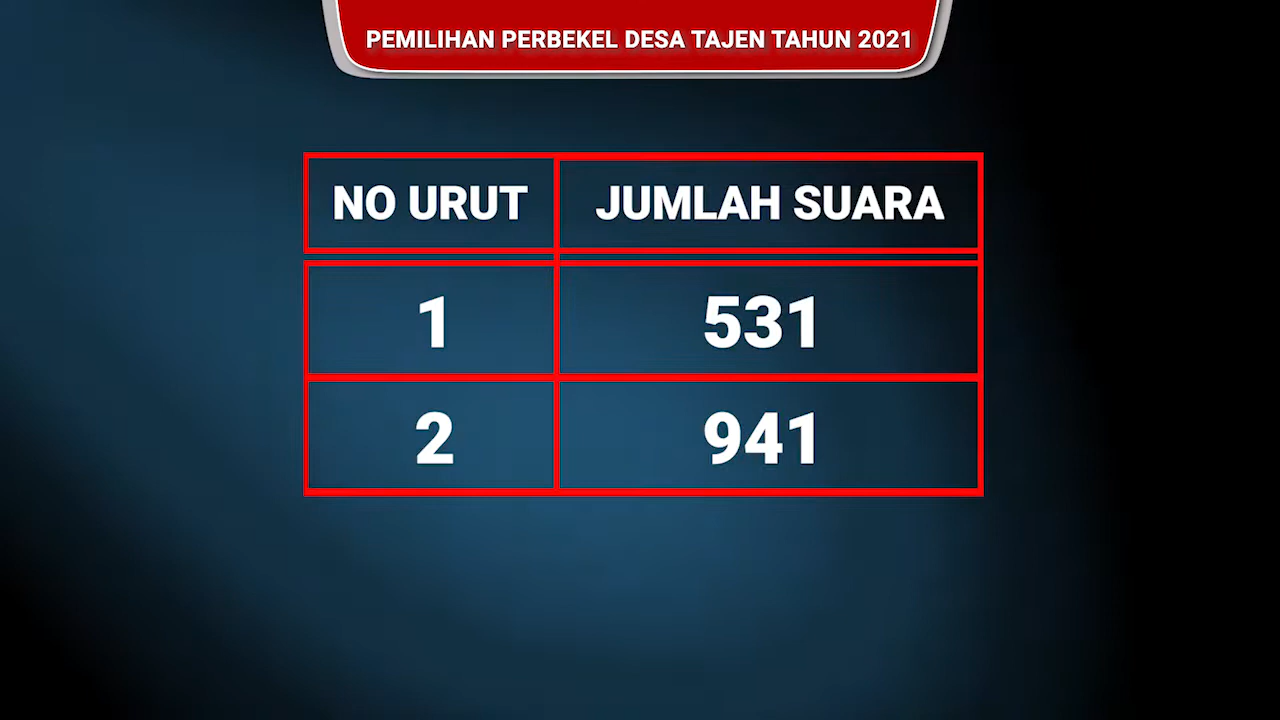 PEMILIHAN PERBEKEL DESA TAJEN TAHUN 2021
NO URUT JUMLAH SUARA
1 531
2 941